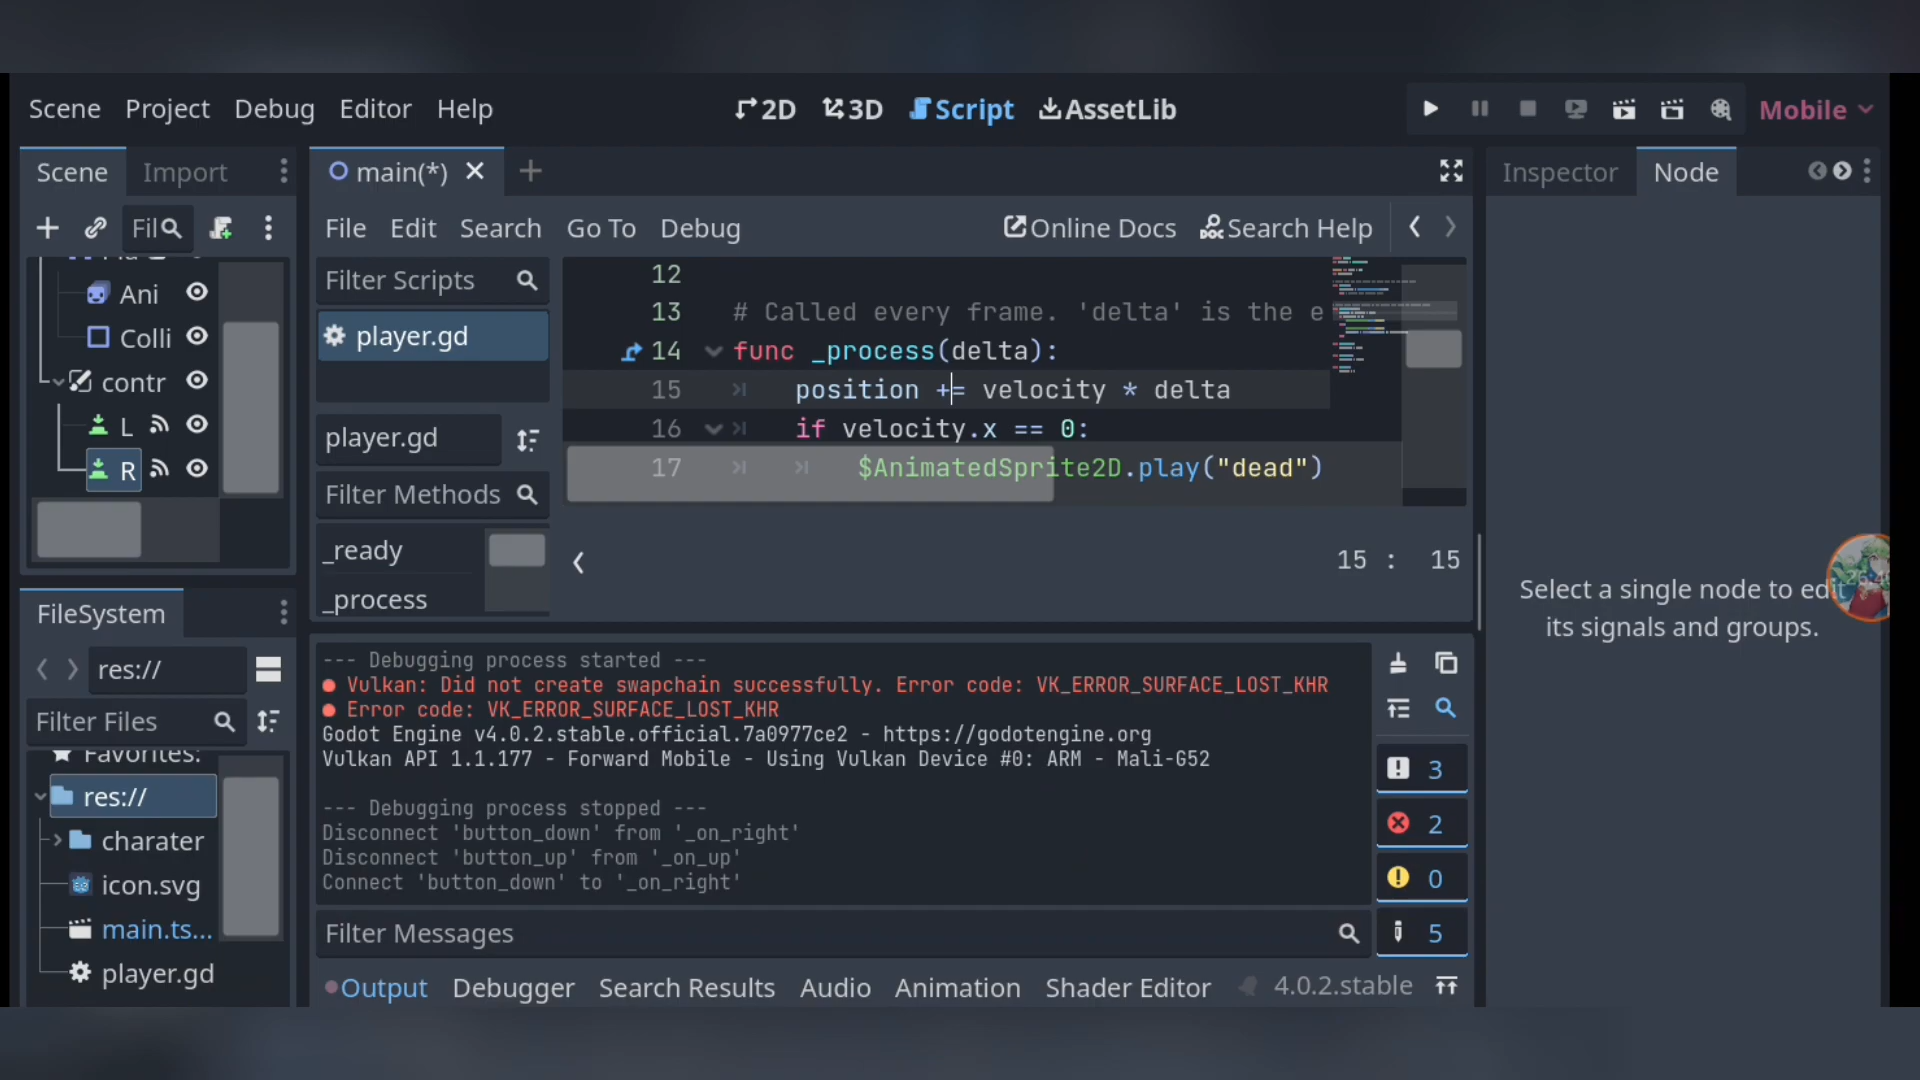 Scene Project Debug Editor Help 2D 3D Script AssetLib Mobile
Scene Import main(*) Inspector Node
Fil File Edit Search Go To Debug Online Docs Search Help
Filter Scripts
player.gd
player.gd
Filter Methods
_ready
_process
Ani
Colli
contr
L
R
12
13 # Called every frame. 'delta' is the e
14 func _process(delta):
15 position += velocity * delta
16 if velocity.x == 0:
17 $AnimatedSprite2D.play("dead")
15 : 15
Select a single node to edit
its signals and groups.
FileSystem
res://
Filter Files
Favorites:
res://
charater
icon.svg
main.ts...
player.gd
--- Debugging process started ---
Vulkan: Did not create swapchain successfully. Error code: VK_ERROR_SURFACE_LOST_KHR
Error code: VK_ERROR_SURFACE_LOST_KHR
Godot Engine v4.0.2.stable.official.7a0977ce2 - https://godotengine.org
Vulkan API 1.1.177 - Forward Mobile - Using Vulkan Device #0: ARM - Mali-G52
--- Debugging process stopped ---
Disconnect 'button_down' from '_on_right'
Disconnect 'button_up' from '_on_up'
Connect 'button_down' to '_on_right'
3
2
0
5
Filter Messages
Output Debugger Search Results Audio Animation Shader Editor 4.0.2.stable